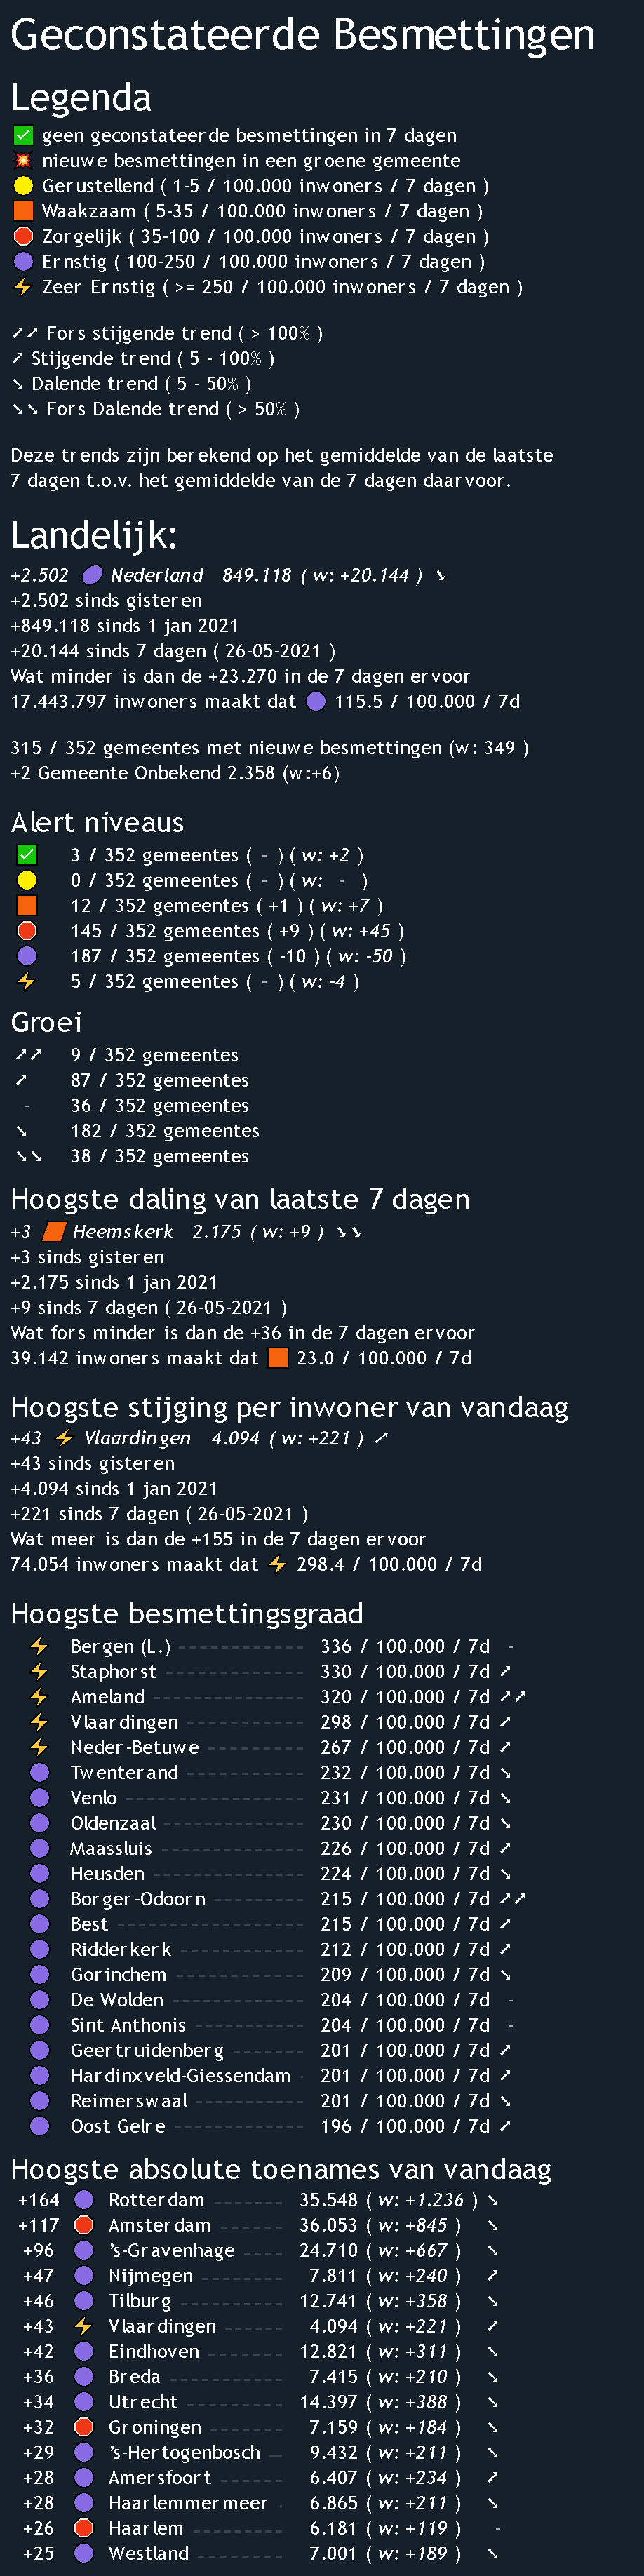 Geconstateerde Besmettingen
Legenda
geen geconstateerde besmettingen in 7 dagen
nieuwe besmettingen in een groene gemeente
Gerustellend ( 1-5 / 100.000 inwoners / 7 dagen )
Waakzaam ( 5-35 / 100.000 inwoners / 7 dagen )
Zorgelijk ( 35-100 / 100.000 inwoners / 7 dagen )
Ernstig ( 100-250 / 100.000 inwoners / 7 dagen )
Zeer Ernstig ( >= 250 / 100.000 inwoners / 7 dagen )
➚➚ Fors stijgende trend ( > 100% )
➚ Stijgende trend ( 5 - 100% )
➘ Dalende trend ( 5 - 50% )
➘➘ Fors Dalende trend ( > 50% )
Deze trends zijn berekend op het gemiddelde van de laatste
7 dagen t.o.v. het gemiddelde van de 7 dagen daarvoor.
Landelijk:
+2.502 Nederland 849.118 ( w: +20.144 ) ➘
+2.502 sinds gisteren
+849.118 sinds 1 jan 2021
+20.144 sinds 7 dagen ( 26-05-2021 )
Wat minder is dan de +23.270 in de 7 dagen ervoor
17.443.797 inwoners maakt dat 115.5 / 100.000 / 7d
315 / 352 gemeentes met nieuwe besmettingen (w: 349 )
+2 Gemeente Onbekend 2.358 (w:+6)
Alert niveaus
3 / 352 gemeentes ( - ) ( w: +2 )
0 / 352 gemeentes ( - ) ( w: - )
12 / 352 gemeentes ( +1 ) ( w: +7 )
145 / 352 gemeentes ( +9 ) ( w: +45 )
187 / 352 gemeentes ( -10 ) ( w: -50 )
5 / 352 gemeentes ( - ) ( w: -4 )
Groei
➚➚ 9 / 352 gemeentes
➚ 87 / 352 gemeentes
- 36 / 352 gemeentes
➘ 182 / 352 gemeentes
➘➘ 38 / 352 gemeentes
Hoogste daling van laatste 7 dagen
+3 Heemskerk 2.175 ( w: +9 ) ➘➘
+3 sinds gisteren
+2.175 sinds 1 jan 2021
+9 sinds 7 dagen ( 26-05-2021 )
Wat fors minder is dan de +36 in de 7 dagen ervoor
39.142 inwoners maakt dat 23.0 / 100.000 / 7d
Hoogste stijging per inwoner van vandaag
+43 Vlaardingen 4.094 ( w: +221 ) ➚
+43 sinds gisteren
+4.094 sinds 1 jan 2021
+221 sinds 7 dagen ( 26-05-2021 )
Wat meer is dan de +155 in de 7 dagen ervoor
74.054 inwoners maakt dat 298.4 / 100.000 / 7d
Hoogste besmettingsgraad
Bergen (L.) 336 / 100.000 / 7d -
Staphorst 330 / 100.000 / 7d ➚
Ameland 320 / 100.000 / 7d ➚➚
Vlaardingen 298 / 100.000 / 7d ➚
Neder-Betuwe 267 / 100.000 / 7d ➚
Twenterand 232 / 100.000 / 7d ➘
Venlo 231 / 100.000 / 7d ➘
Oldenzaal 230 / 100.000 / 7d ➘
Maassluis 226 / 100.000 / 7d ➚
Heusden 224 / 100.000 / 7d ➘
Borger-Odoorn 215 / 100.000 / 7d ➚➚
Best 215 / 100.000 / 7d ➚
Ridderkerk 212 / 100.000 / 7d ➚
Gorinchem 209 / 100.000 / 7d ➘
De Wolden 204 / 100.000 / 7d -
Sint Anthonis 204 / 100.000 / 7d -
Geertruidenberg 201 / 100.000 / 7d ➚
Hardinxveld-Giessendam 201 / 100.000 / 7d ➚
Reimerswaal 201 / 100.000 / 7d ➘
Oost Gelre 196 / 100.000 / 7d ➚
Hoogste absolute toenames van vandaag
+164 Rotterdam 35.548 ( w: +1.236 ) ➘
+117 Amsterdam 36.053 ( w: +845 ) ➘
+96 's-Gravenhage 24.710 ( w: +667 ) ➘
+47 Nijmegen 7.811 ( w: +240 ) ➚
+46 Tilburg 12.741 ( w: +358 ) ➘
+43 Vlaardingen 4.094 ( w: +221 ) ➚
+42 Eindhoven 12.821 ( w: +311 ) ➘
+36 Breda 7.415 ( w: +210 ) ➘
+34 Utrecht 14.397 ( w: +388 ) ➘
+32 Groningen 7.159 ( w: +184 ) ➘
+29 's-Hertogenbosch 9.432 ( w: +211 ) ➘
+28 Amersfoort 6.407 ( w: +234 ) ➚
+28 Haarlemmermeer 6.865 ( w: +211 ) ➘
+26 Haarlem 6.181 ( w: +119 ) -
+25 Westland 7.001 ( w: +189 ) ➘